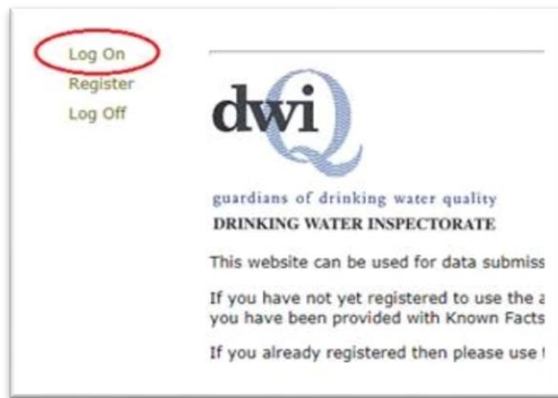 Log On
Register
Log Off
dwi
guardians of drinking water quality
DRINKING WATER INSPECTORATE
This website can be used for data submiss
If you have not yet registered to use the a
you have been provided with Known Facts
If you already registered then please use